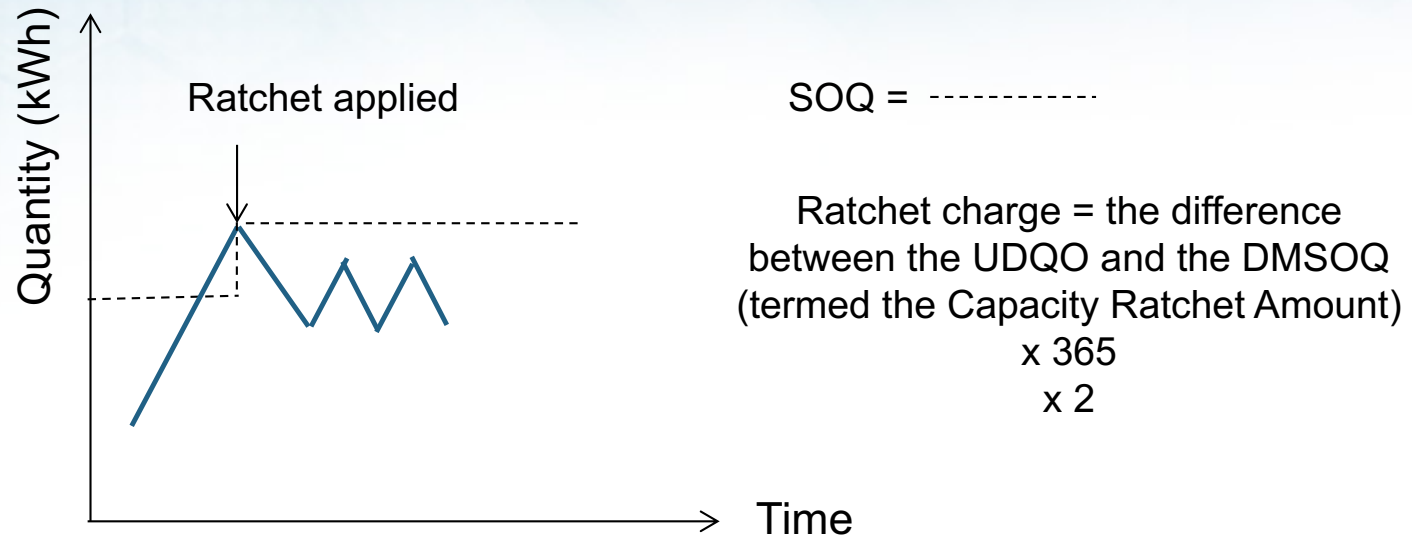 Quantity (kWh)
Ratchet applied
SOQ =
Ratchet charge = the difference
between the UDQO and the DMSOQ
(termed the Capacity Ratchet Amount)
x 365
x 2
Time